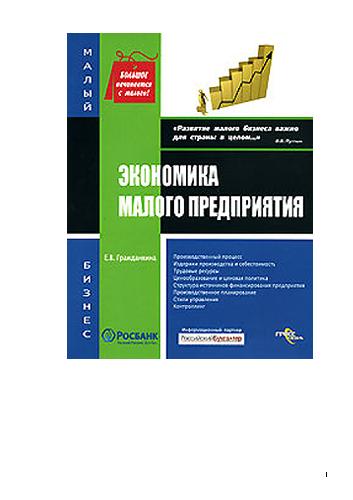 МАЛЫЙ
БИЗНЕС
БОЛЬШОЕ
начинается
с малого!
«Развитие малого бизнеса важно
для страны в целом...»
В.В. Путин
ЭКОНОМИКА
МАЛОГО ПРЕДПРИЯТИЯ
Е.В. Гражданкина
Производственный процесс
Издержки производства и себестоимость
Трудовые ресурсы
Ценообразование и ценовая политика
Структура источников финансирования предприятия
Производственное планирование
Стили управления
Контроллинг
РОСБАНК
Информационный партнер
Российский Бухгалтер